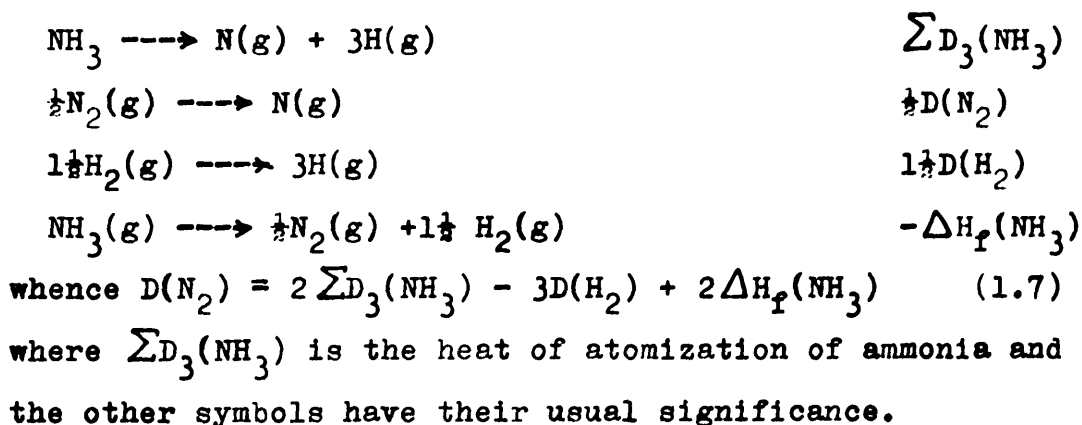 NH₃ ---→ N(g) + 3H(g) ΣD₃(NH₃)
½N₂(g) ---→ N(g) ½D(N₂)
1½H₂(g) ---→ 3H(g) 1½D(H₂)
NH₃(g) ---→ ½N₂(g) +1½ H₂(g) -ΔH_f(NH₃)
whence D(N₂) = 2 ΣD₃(NH₃) - 3D(H₂) + 2ΔH_f(NH₃) (1.7)
where ΣD₃(NH₃) is the heat of atomization of ammonia and
the other symbols have their usual significance.